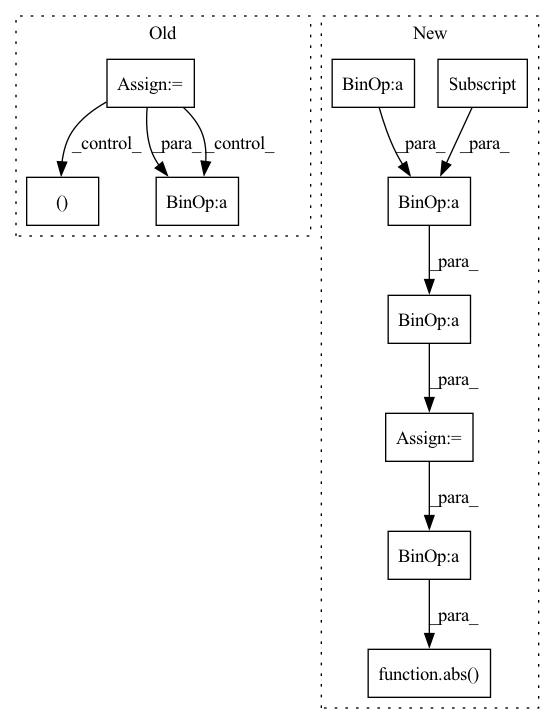 Old
New
Assign:=
BinOp:a
Subscript
_control_
_para_
_control_
_para_
_para_
()
BinOp:a
BinOp:a
_para_
BinOp:a
_para_
Assign:=
_para_
BinOp:a
_para_
function.abs()